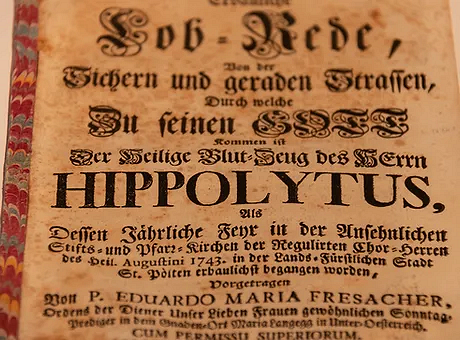 Erbauliche
Lob-Rede,
Von der
Sichern und geraden Strassen,
Durch welche
Zu seinen GOTT
Kommen ist
Der Heilige Blut-Zeug des HErrn
HIPPOLYTUS,
Als
Dessen Jährliche Feyr in der Ansehnlichen
Stifts- und Pfarr-Kirchen der Regulirten Chor-Herren
des Heil. Augustini 1743. in der Lands-Fürstlichen Stadt
St. Pölten erbaulichst begangen worden,
Vorgetragen
Von P. EDUARDO MARIA FRESACHER,
Ordens der Diener Unser Lieben Frauen gewöhnlichen Sonntag-
Prediger in dem Gnaden-Ort Maria Langegg in Unter-Oesterreich.
CUM PERMISSU SUPERIORUM.